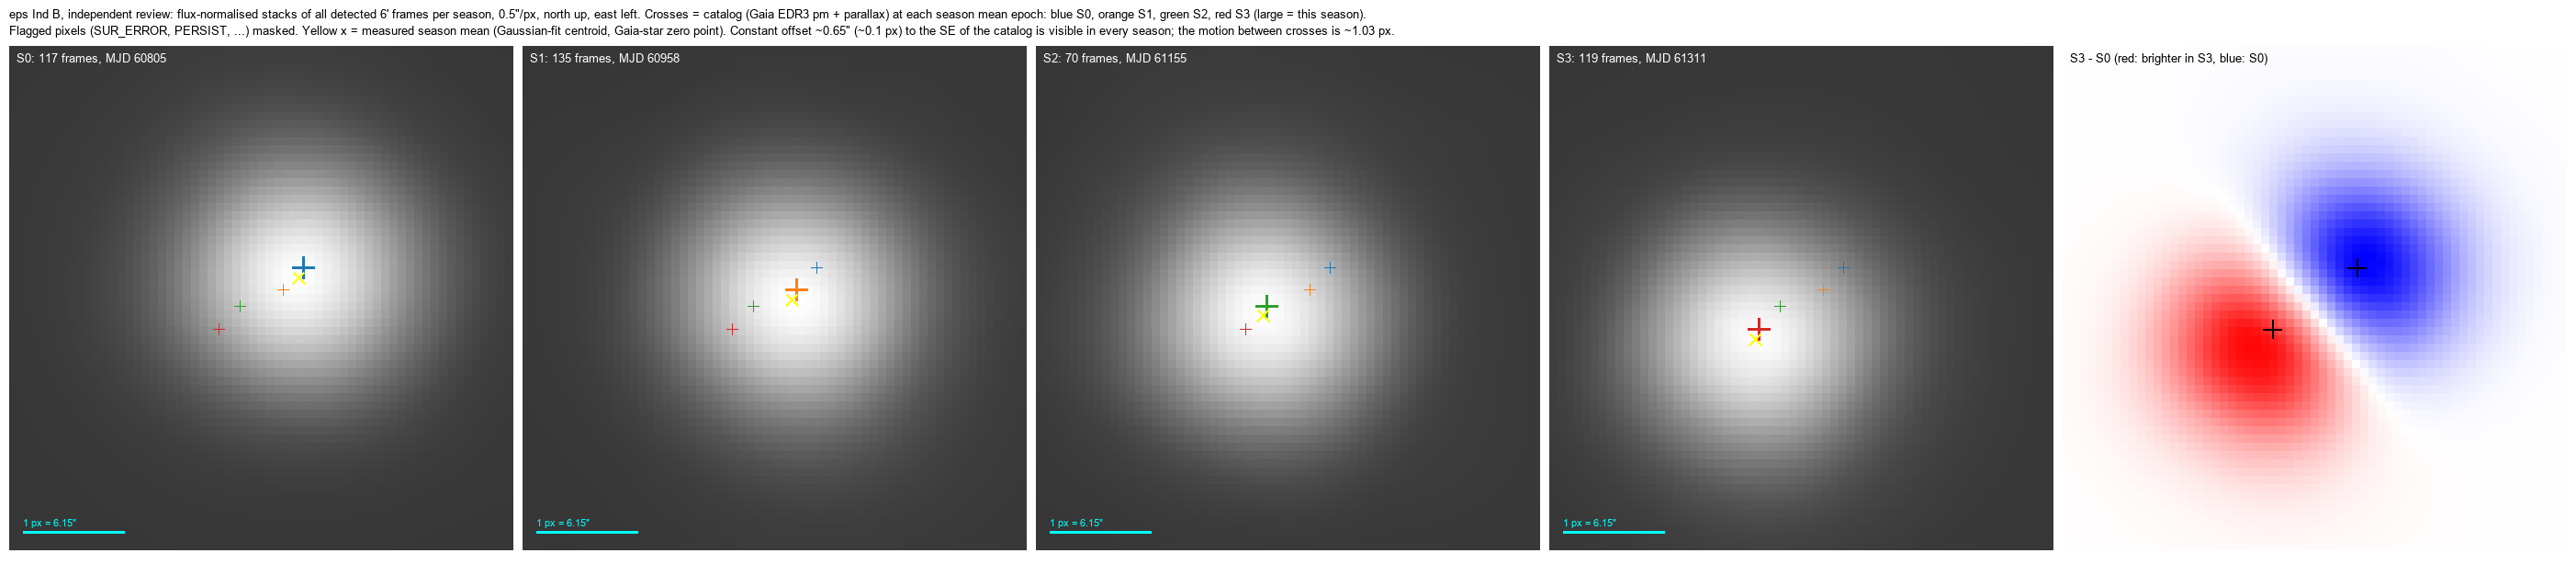 eps Ind B, independent review: flux-normalised stacks of all detected 6' frames per season, 0.5"/px, north up, east left. Crosses = catalog (Gaia EDR3 pm + parallax) at each season mean epoch: blue S0, orange S1, green S2, red S3 (large = this season).
Flagged pixels (SUR_ERROR, PERSIST, ...) masked. Yellow x = measured season mean (Gaussian-fit centroid, Gaia-star zero point). Constant offset ~0.65" (~0.1 px) to the SE of the catalog is visible in every season; the motion between crosses is ~1.03 px.
S0: 117 frames, MJD 60805
S1: 135 frames, MJD 60958
S2: 70 frames, MJD 61155
S3: 119 frames, MJD 61311
S3 - S0 (red: brighter in S3, blue: S0)
1 px = 6.15"
1 px = 6.15"
1 px = 6.15"
1 px = 6.15"